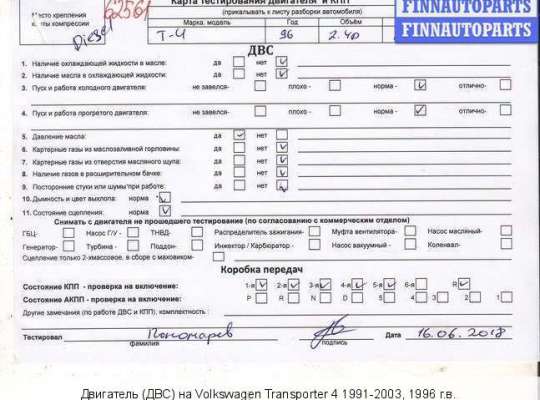 Карта тестирования двигателя и КПП
(прикалывать к листу разборки автомобиля)
FINNAUTOPARTS
FINNAUTOPARTS
Место крепления
карты компрессии
62561
Diesel
Марка. модель Год Объём
Т-4 96 2.4D
ДВС
1. Наличие охлаждающей жидкости в масле: да нет
2. Наличие масла в охлаждающей жидкости: да нет
3. Пуск и работа холодного двигателя: не завелся- плохо - норма - отлично-
4. Пуск и работа прогретого двигателя: не завелся- плохо - норма - отлично-
5. Давление масла: да нет
6. Картерные газы из маслозаливной горловины: да нет
7. Картерные газы из отверстия масляного щупа: да нет
8. Наличие газов в расширительном бачке: да нет
9. Посторонние стуки или шумы при работе: да нет
10. Дымность и цвет выхлопа: норма
11. Состояние сцепления: норма
Снимать с двигателя не прошедшего тестирование (по согласованию с коммерческим отделом)
ГБЦ- Насос Г/У - ТНВД- Распределитель зажигания- Муфта вентилятора- Насос масляный-
Генератор- Турбина - Поддон- Инжектор / Карбюратор - Насос вакуумный - Коленвал-
Сцепление только 2-хмассовое, в сборе с маховиком-
Коробка передач
Состояние КПП - проверка на включение: 1-я 2-я 3-я 4-я 5-я 6-я R
Состояние АКПП - проверка на включение: P R N D 5 4 3 2 1
Другие замечания (по работе ДВС и КПП), комплектность :
Тестировал Пономарев Дата 16.06.2018
фамилия подпись
Двигатель (ДВС) на Volkswagen Transporter 4 1991-2003, 1996 г.в.